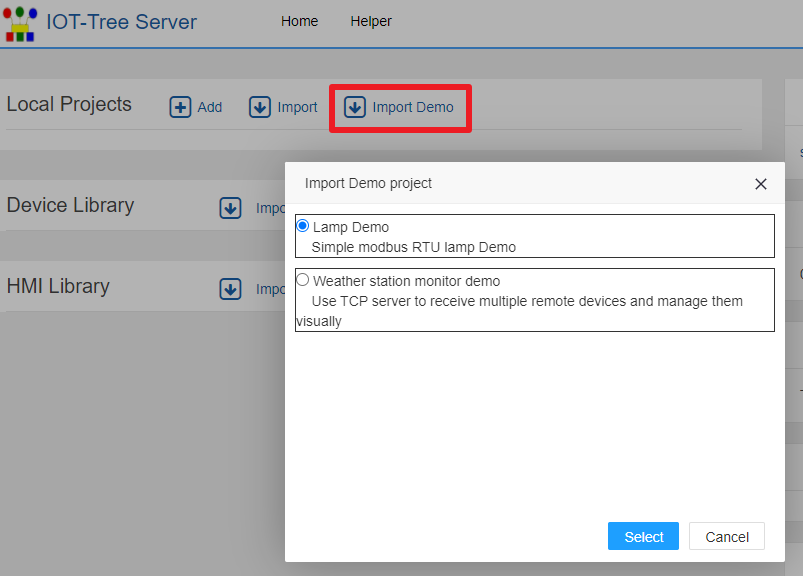 IOT-Tree Server Home Helper
Local Projects Add Import Import Demo
Import Demo project
Device Library
Lamp Demo
Simple modbus RTU lamp Demo
HMI Library
Weather station monitor demo
Use TCP server to receive multiple remote devices and manage them
visually
Select Cancel